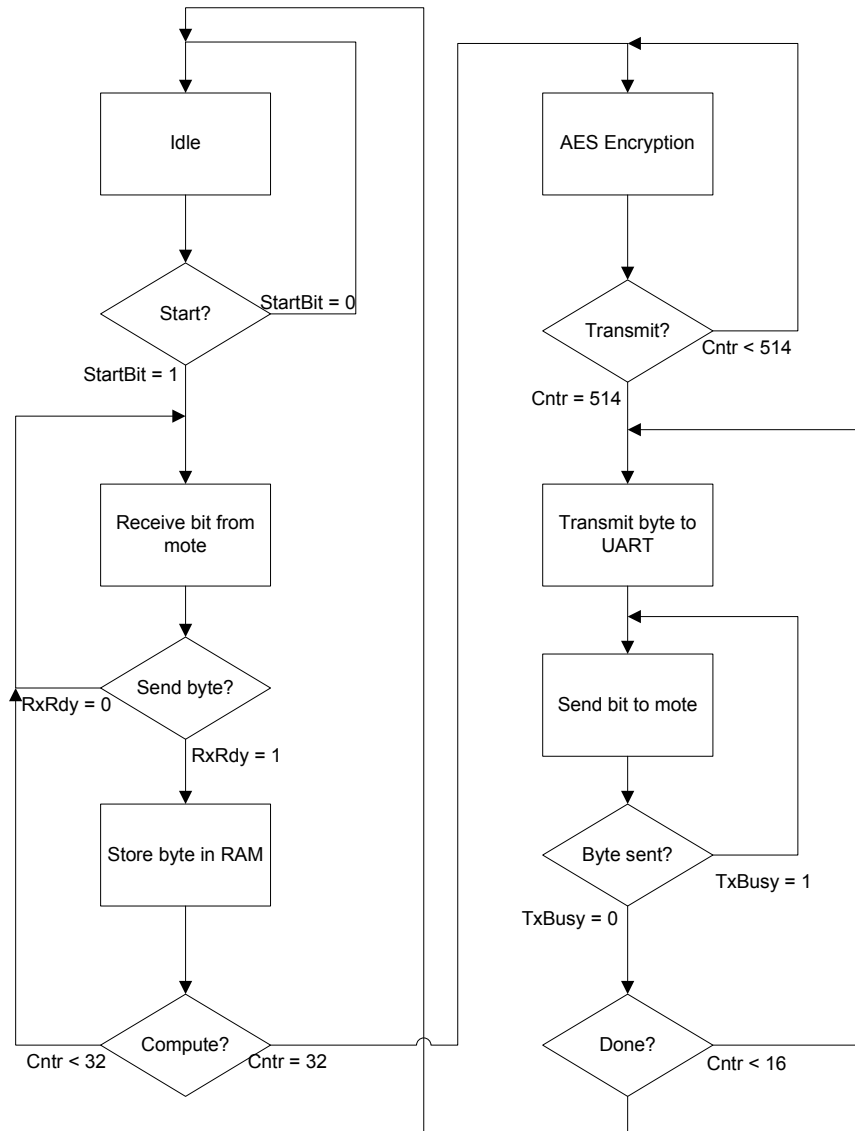 Idle
Start?
StartBit = 0
StartBit = 1
Receive bit from
mote
Send byte?
RxRdy = 0
RxRdy = 1
Store byte in RAM
Compute?
Cntr < 32
Cntr = 32
AES Encryption
Transmit?
Cntr < 514
Cntr = 514
Transmit byte to
UART
Send bit to mote
Byte sent?
TxBusy = 1
TxBusy = 0
Done?
Cntr < 16